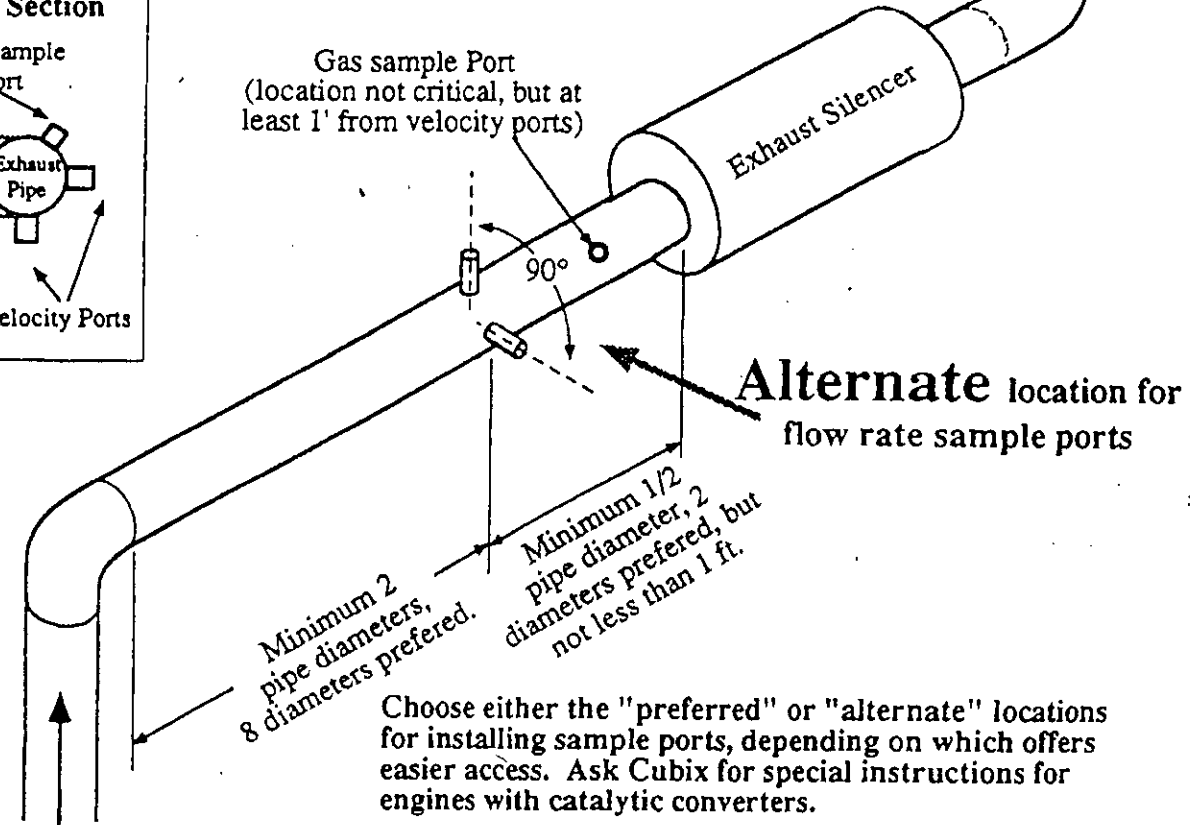 Section
ample
ort
Exhaust
Pipe
elocity Ports
Gas sample Port
(location not critical, but at
least 1' from velocity ports)
Exhaust Silencer
90°
Alternate location for
flow rate sample ports
Minimum 2
pipe diameters,
8 diameters prefered.
Minimum 1/2
pipe diameter, 2
diameters prefered, but
not less than 1 ft.
Choose either the "preferred" or "alternate" locations
for installing sample ports, depending on which offers
easier access. Ask Cubix for special instructions for
engines with catalytic converters.